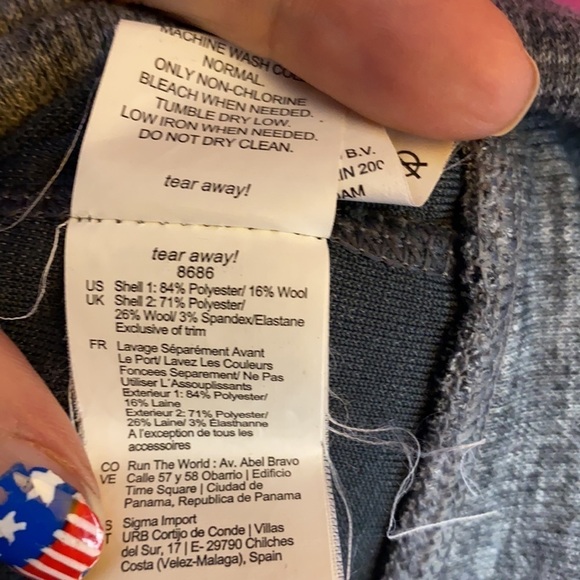 MACHINE WASH
NORMAL.
ONLY NON-CHLORINE
BLEACH WHEN NEEDED.
TUMBLE DRY LOW.
LOW IRON WHEN NEEDED.
DO NOT DRY CLEAN.
tear away!
B.V.
IN 200
AM
tear away!
8686
US Shell 1: 84% Polyester/ 16% Wool
UK Shell 2: 71% Polyester/
26% Wool/ 3% Spandex/Elastane
Exclusive of trim
FR Lavage Séparément Avant
Le Port/ Lavez Les Couleurs
Foncees Separement/ Ne Pas
Utiliser L'Assouplissants
Exterieur 1: 84% Polyester/
16% Laine
Exterieur 2: 71% Polyester/
26% Laine/ 3% Élasthanne
A l'exception de tous les
accessoires
CO Run The World : Av. Abel Bravo
VE Calle 57 y 58 Obarrio | Edificio
Time Square | Ciudad de
Panama, Republica de Panama
Sigma Import
URB Cortijo de Conde | Villas
del Sur, 17 | E- 29790 Chilches
Costa (Velez-Malaga), Spain